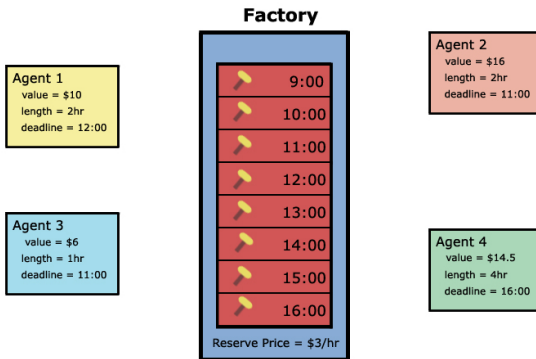 Factory
Agent 1
value = $10
length = 2hr
deadline = 12:00
Agent 2
value = $16
length = 2hr
deadline = 11:00
9:00
10:00
11:00
12:00
13:00
14:00
15:00
16:00
Agent 3
value = $6
length = 1hr
deadline = 11:00
Agent 4
value = $14.5
length = 4hr
deadline = 16:00
Reserve Price = $3/hr